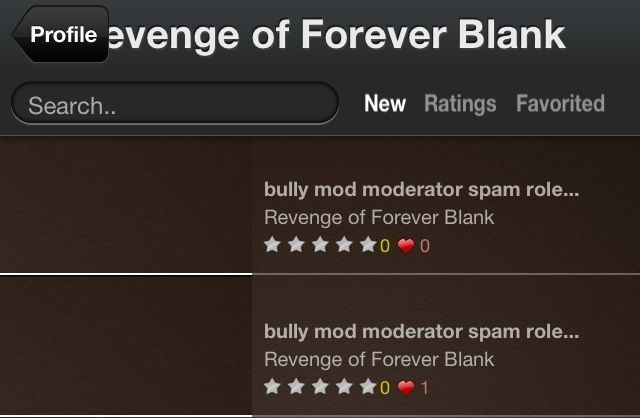 Profile evenge of Forever Blank
Search.. New Ratings Favorited
bully mod moderator spam role...
Revenge of Forever Blank
0 0
bully mod moderator spam role...
Revenge of Forever Blank
0 1